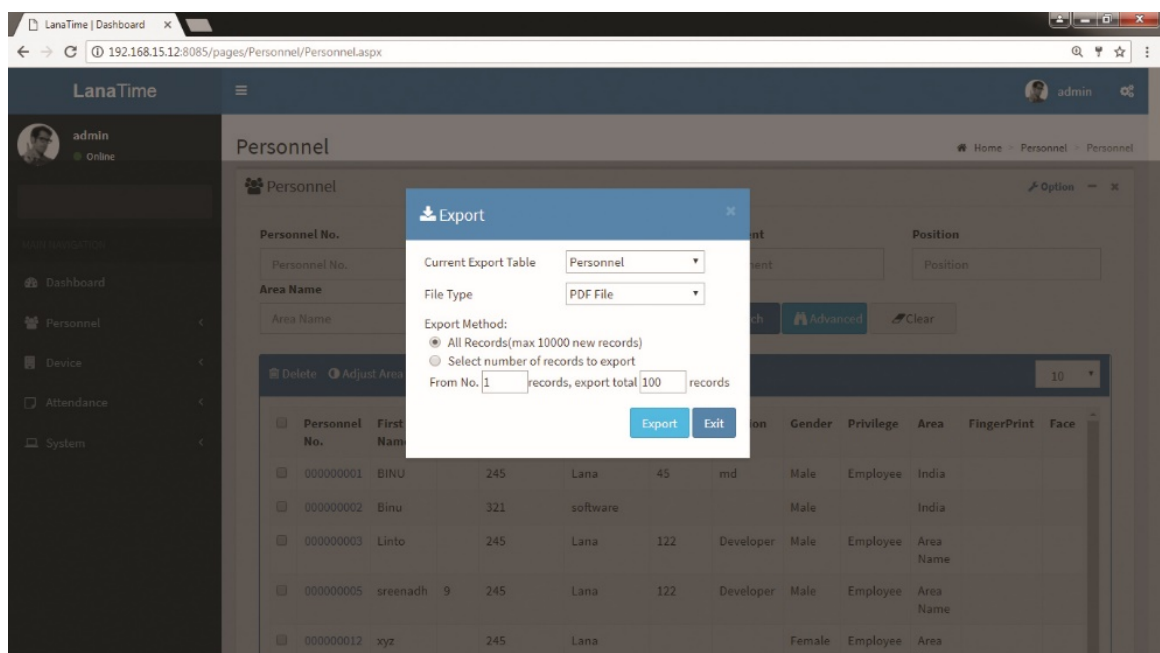 LanaTime | Dashboard
192.168.15.12:8085/pages/Personnel/Personnel.aspx
LanaTime
admin
admin
Online
Personnel
Home > Personnel > Personnel
Personnel
Option
MAIN NAVIGATION
Dashboard
Personnel
Device
Attendance
System
Personnel No.
Position
Personnel No.
Position
Area Name
Area Name
Advanced
Clear
Export
Current Export Table Personnel
File Type PDF File
Export Method:
All Records(max 10000 new records)
Select number of records to export
From No. 1 records, export total 100 records
Export Exit
Delete Adjust Area
10
Personnel No. First Name Gender Privilege Area FingerPrint Face
000000001 BINU 245 Lana 45 md Male Employee India
000000002 Binu 321 software Male India
000000003 Linto 245 Lana 122 Developer Male Employee Area Name
000000005 sreenadh 9 245 Lana 122 Developer Male Employee Area Name
000000012 xyz 245 Lana Female Employee Area